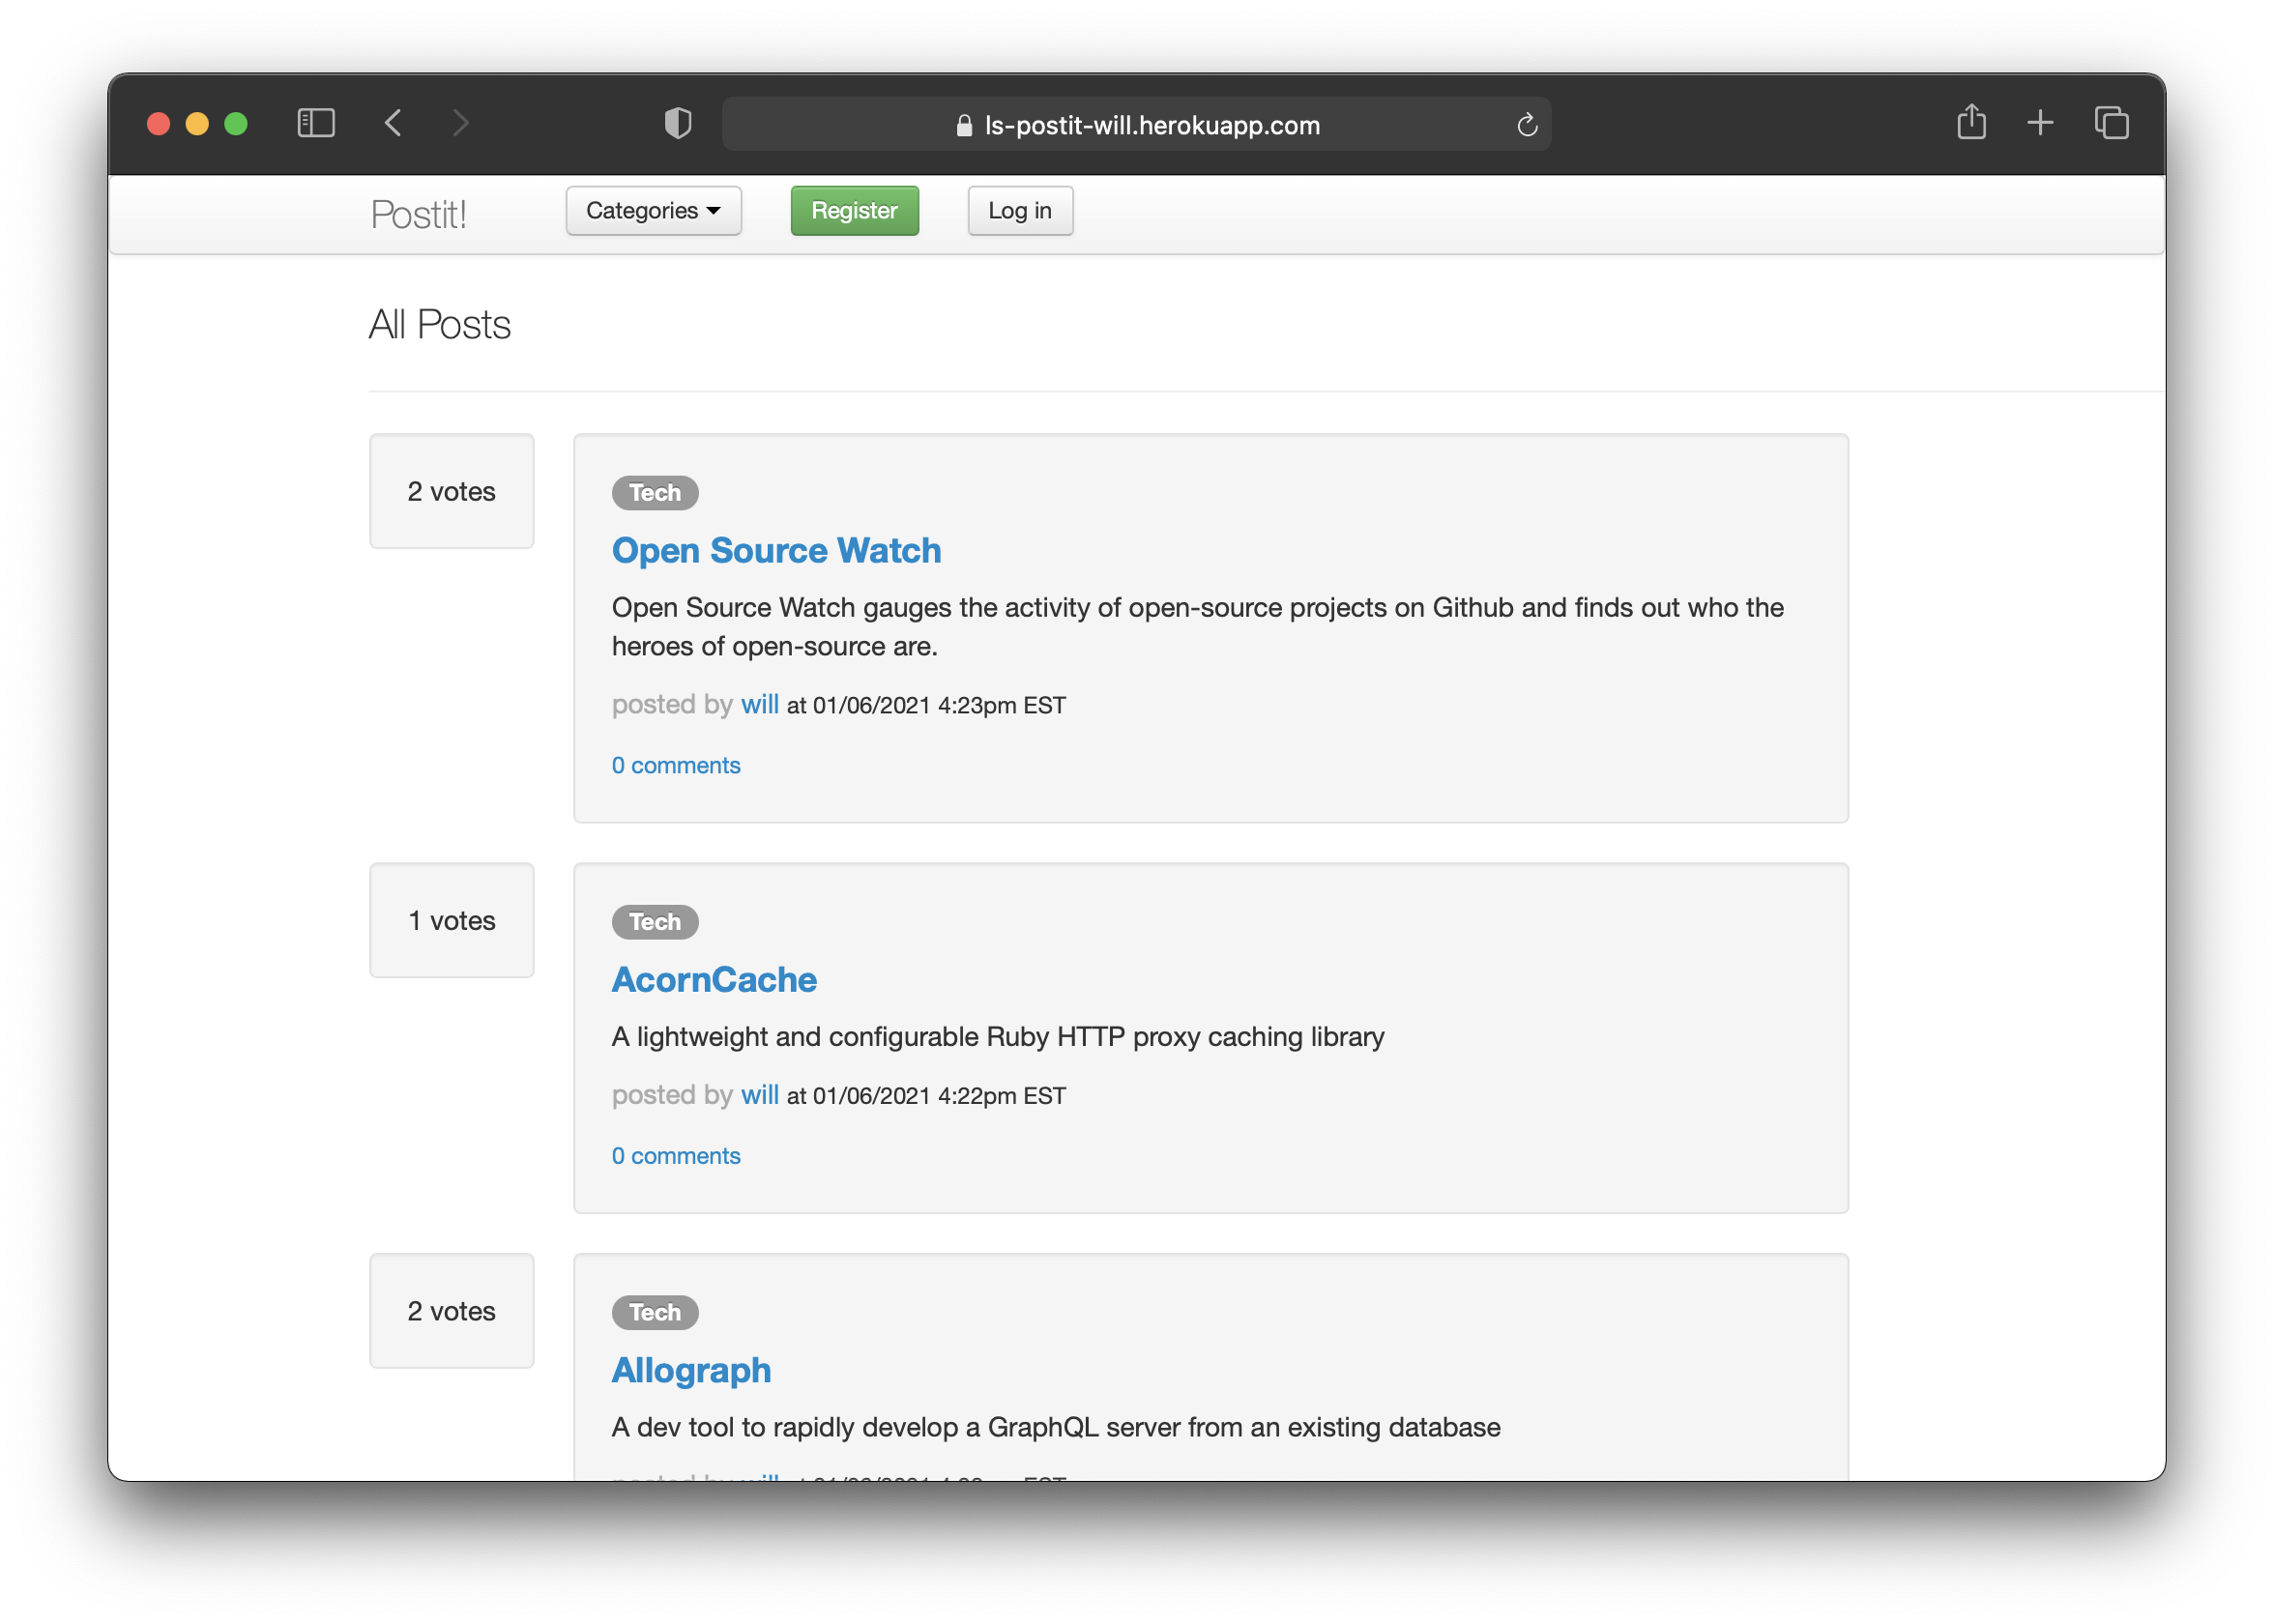 ls-postit-will.herokuapp.com
Postit!
Categories
Register
Log in
All Posts
2 votes
Tech
Open Source Watch
Open Source Watch gauges the activity of open-source projects on Github and finds out who the
heroes of open-source are.
posted by will at 01/06/2021 4:23pm EST
0 comments
1 votes
Tech
AcornCache
A lightweight and configurable Ruby HTTP proxy caching library
posted by will at 01/06/2021 4:22pm EST
0 comments
2 votes
Tech
Allograph
A dev tool to rapidly develop a GraphQL server from an existing database
posted by will